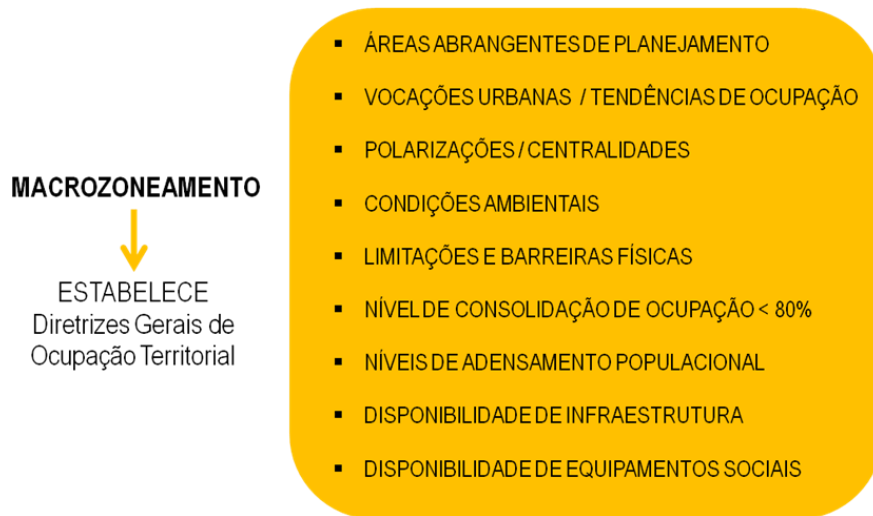 MACROZONEAMENTO
ESTABELECE
Diretrizes Gerais de
Ocupação Territorial
▪ ÁREAS ABRANGENTES DE PLANEJAMENTO
▪ VOCAÇÕES URBANAS / TENDÊNCIAS DE OCUPAÇÃO
▪ POLARIZAÇÕES / CENTRALIDADES
▪ CONDIÇÕES AMBIENTAIS
▪ LIMITAÇÕES E BARREIRAS FÍSICAS
▪ NÍVEL DE CONSOLIDAÇÃO DE OCUPAÇÃO < 80%
▪ NÍVEIS DE ADENSAMENTO POPULACIONAL
▪ DISPONIBILIDADE DE INFRAESTRUTURA
▪ DISPONIBILIDADE DE EQUIPAMENTOS SOCIAIS